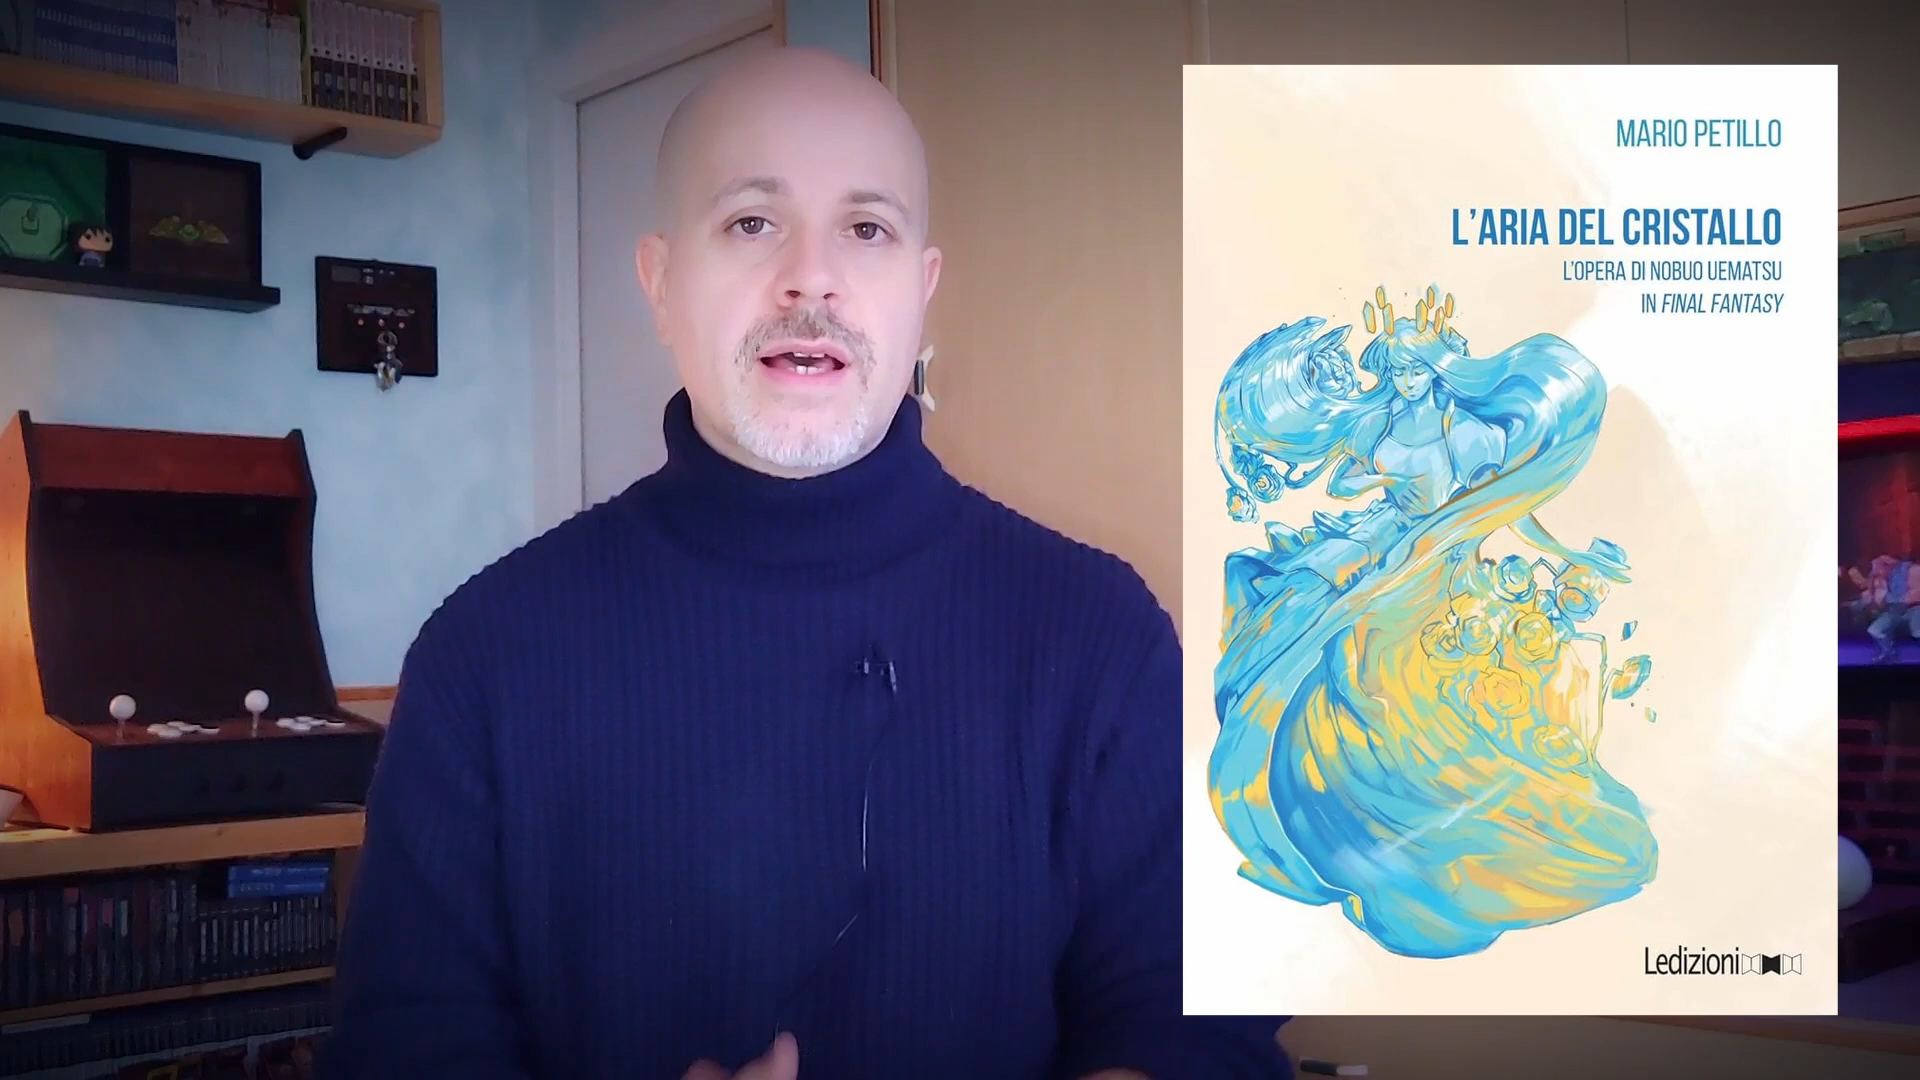 MARIO PETILLO
L'ARIA DEL CRISTALLO
L'OPERA DI NOBUO UEMATSU
IN FINAL FANTASY
Ledizioni